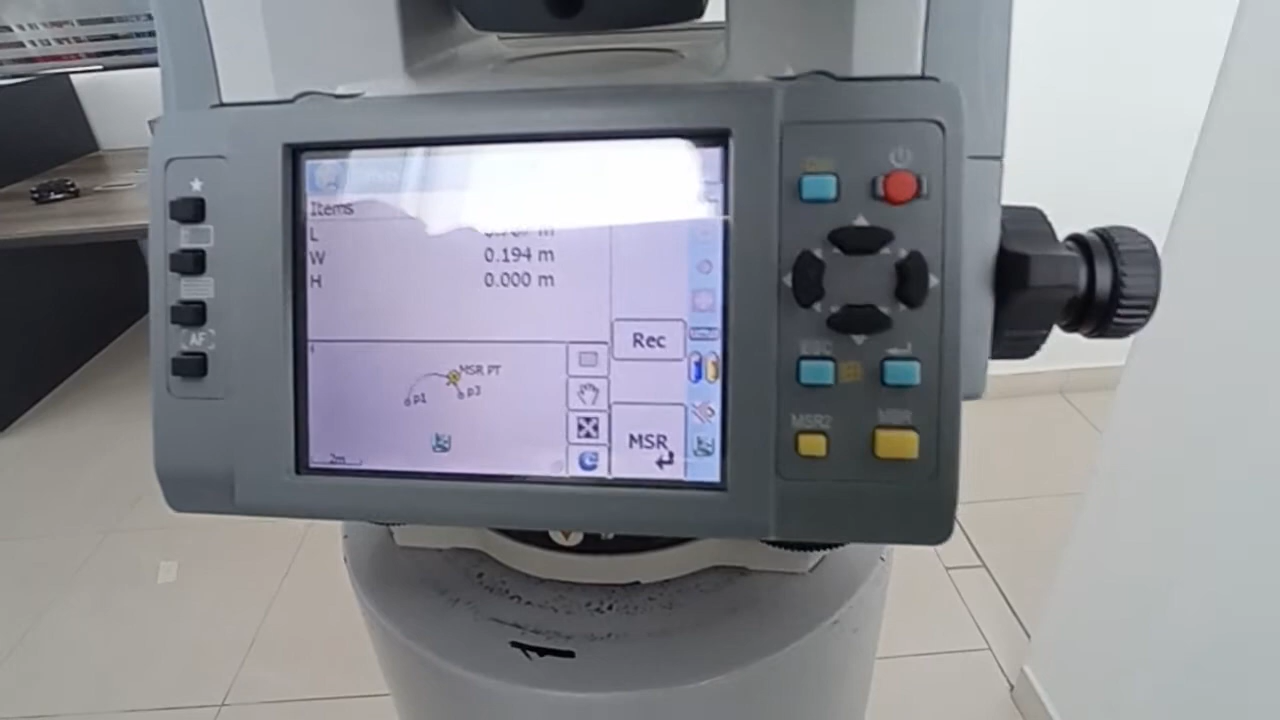 Items
L
W 0.194 m
H 0.000 m
Rec
MSR PT
p1 p3
MSR
AF
ESC
MSR2 MSR